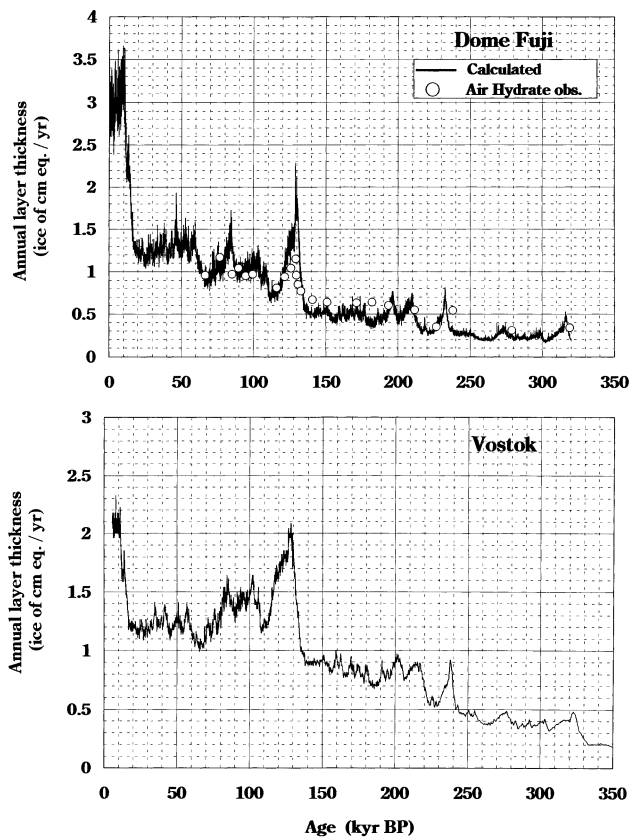 Dome Fuji
Calculated
Air Hydrate obs.
Annual layer thickness
(ice of cm eq. / yr)
4
3.5
3
2.5
2
1.5
1
0.5
0
0 50 100 150 200 250 300 350
Vostok
Annual layer thickness
(ice of cm eq. / yr)
3
2.5
2
1.5
1
0.5
0
0 50 100 150 200 250 300 350
Age (kyr BP)